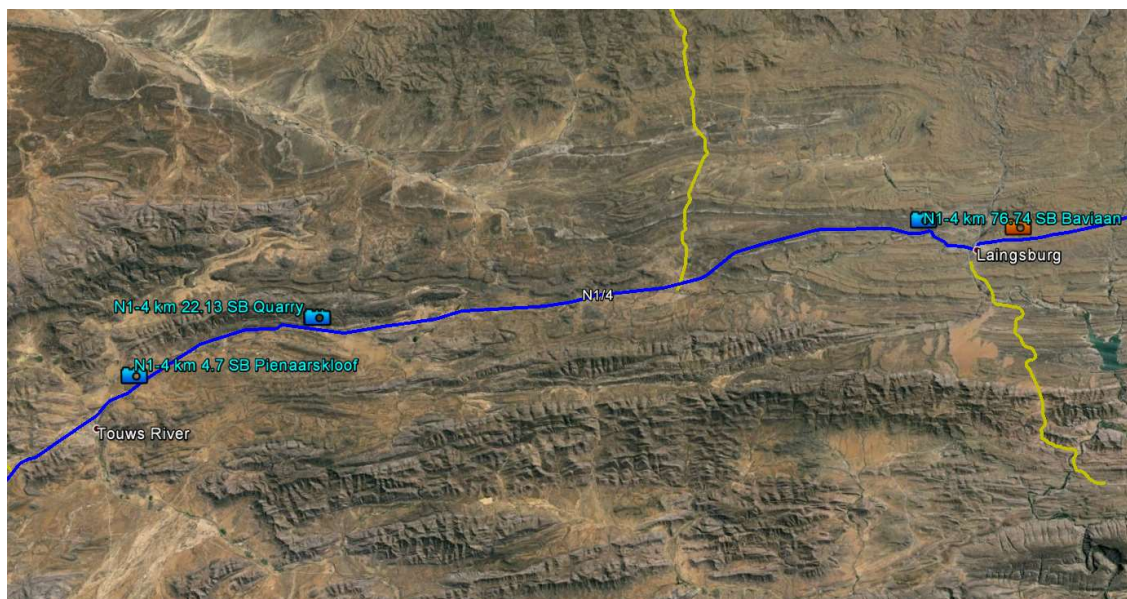 N1-4 km 76.74 SB Baviaan
Laingsburg
N1/4
N1-4 km 22.13 SB Quarry
N1-4 km 4.7 SB Pienaarskloof
Touws River